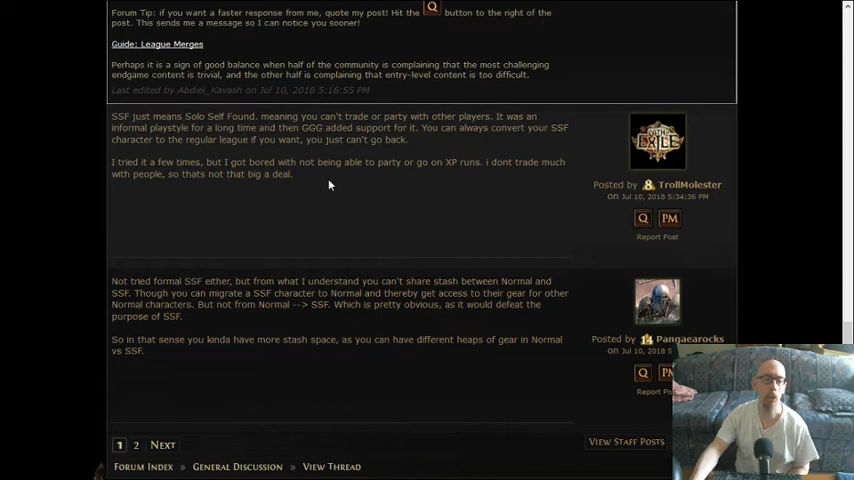 Forum Tip: if you want a faster response from me, quote my post! Hit the Q button to the right of the
post. This sends me a message so I can notice you sooner!
Guide: League Merges
Perhaps it is a sign of good balance when half of the community is complaining that the most challenging
endgame content is trivial, and the other half is complaining that entry-level content is too difficult.
Last edited by Abdiel_Kavash on Jul 10, 2018 5:16:55 PM
SSF just means Solo Self Found. meaning you can't trade or party with other players. It was an
informal playstyle for a long time and then GGG added support for it. You can always convert your SSF
character to the regular league if you want, you just can't go back.
I tried it a few times, but I got bored with not being able to party or go on XP runs. i dont trade much
with people, so thats not that big a deal.
PATH
EXILE
Posted by 8 TrollMolester
on Jul 10, 2018 5:34:36 PM
Q PM
Report Post
Not tried formal SSF either, but from what I understand you can't share stash between Normal and
SSF. Though you can migrate a SSF character to Normal and thereby get access to their gear for other
Normal characters. But not from Normal --> SSF. Which is pretty obvious, as it would defeat the
purpose of SSF.
So in that sense you kinda have more stash space, as you can have different heaps of gear in Normal
vs SSF.
Posted by 14 Pangaearocks
on Jul 10, 2018 5
Q PM
Report Po
1 2 Next
View Staff Posts
Forum Index » General Discussion » View Thread